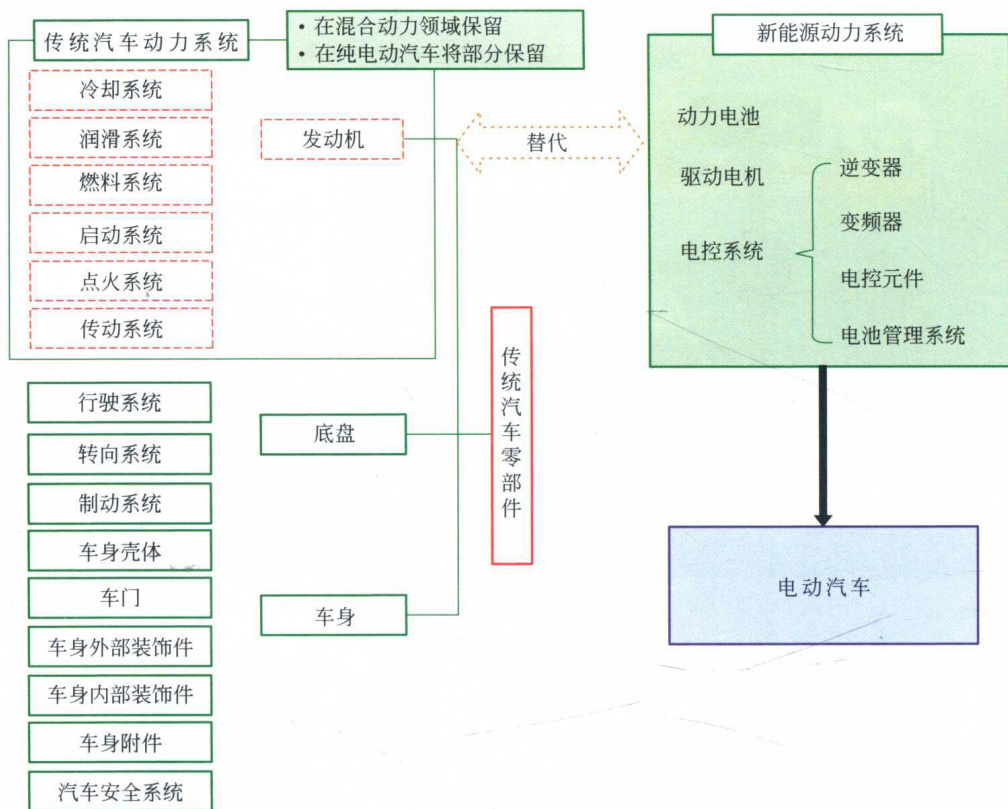 传统汽车动力系统
• 在混合动力领域保留
• 在纯电动汽车将部分保留
冷却系统
润滑系统
燃料系统
启动系统
点火系统
传动系统
发动机
替代
新能源动力系统
动力电池
驱动电机
电控系统
逆变器
变频器
电控元件
电池管理系统
行驶系统
转向系统
制动系统
车身壳体
车门
车身外部装饰件
车身内部装饰件
车身附件
汽车安全系统
底盘
车身
传统汽车零部件
电动汽车